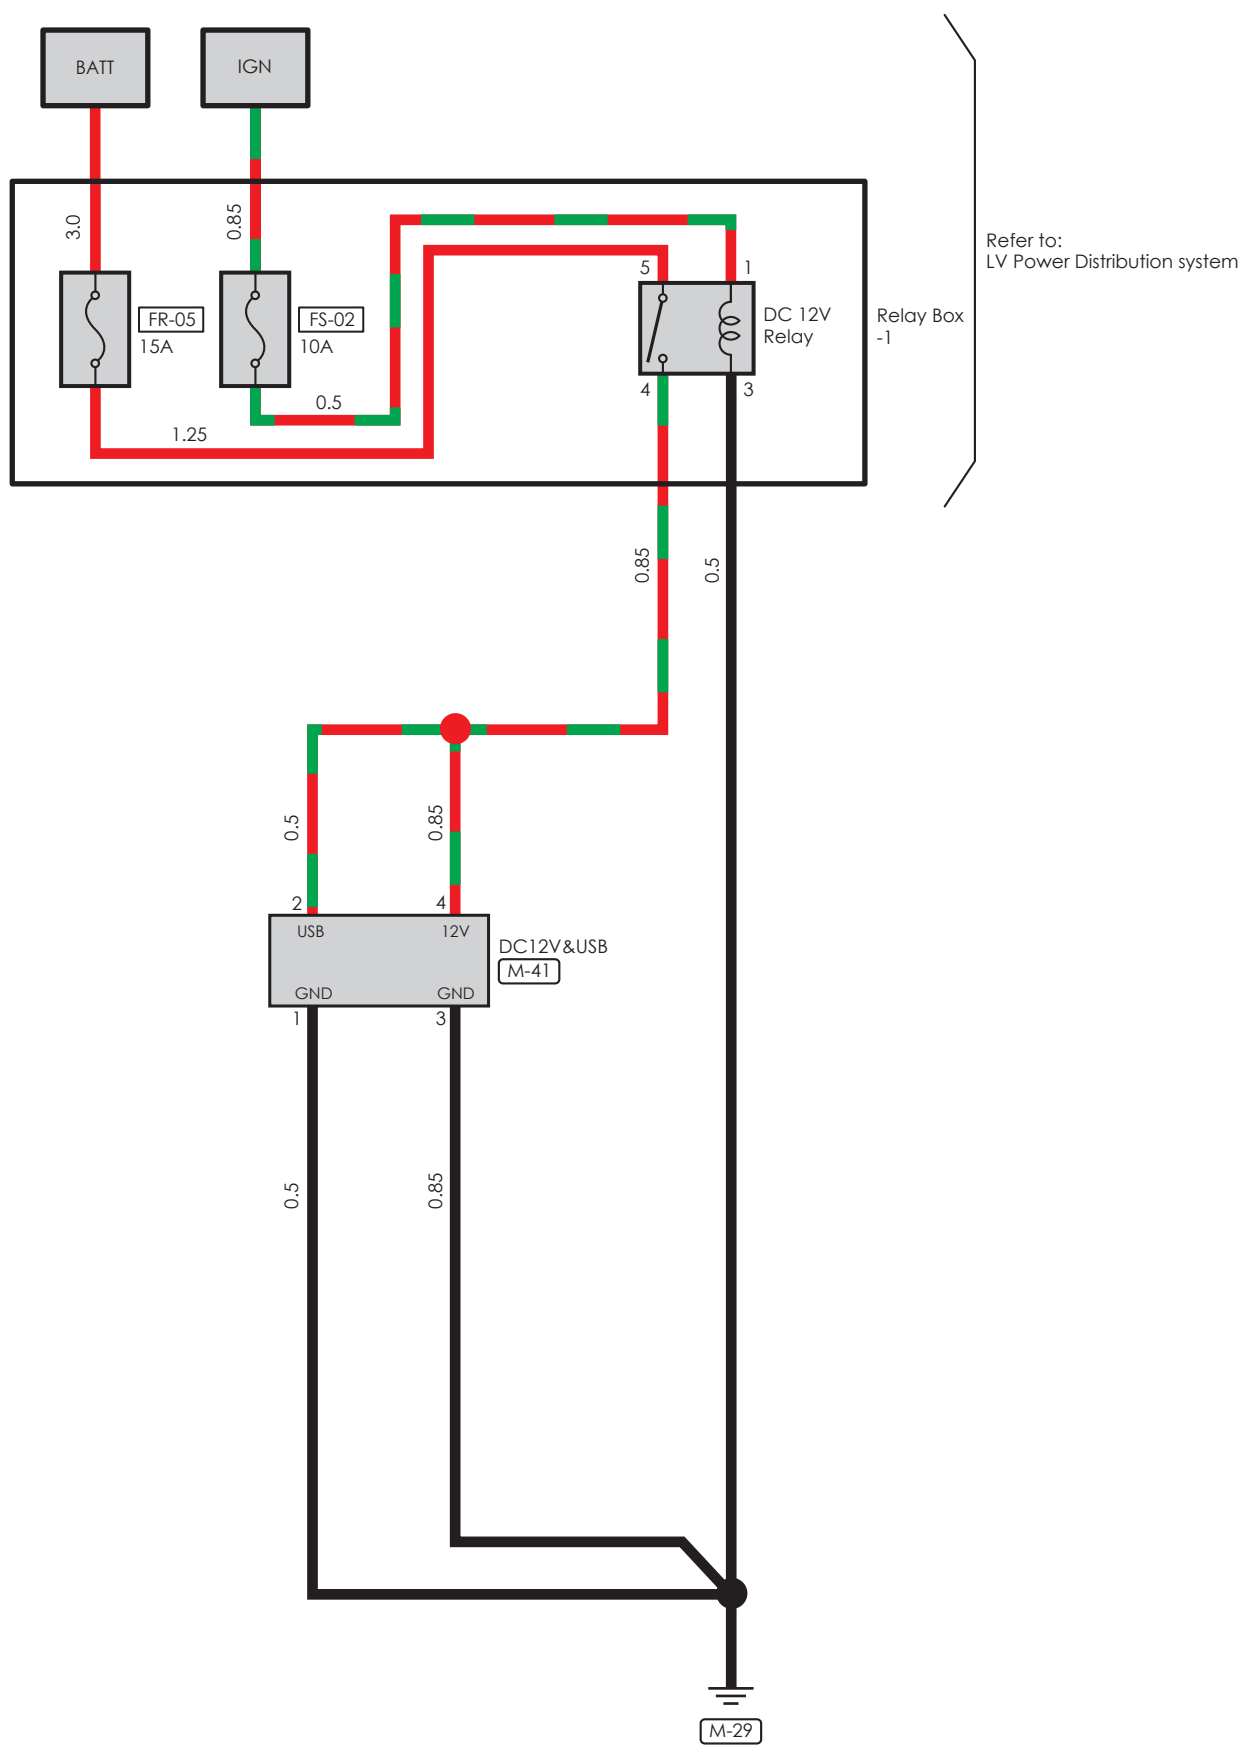 BATT
IGN
3.0
0.85
Refer to:
LV Power Distribution system
5
1
FR-05
15A
FS-02
10A
DC 12V
Relay
Relay Box
-1
4
3
0.5
1.25
0.85
0.5
0.5
0.85
2
4
USB
12V
DC12V&USB
M-41
GND
GND
1
3
0.5
0.85
M-29